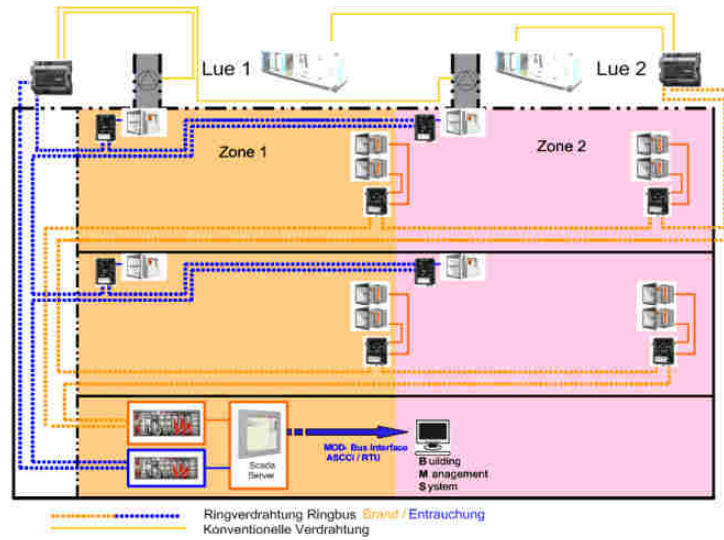 Lue 1
Lue 2
Zone 1
Zone 2
Scada
Server
MOD- Bus Interface
ASCCI / RTU
Building
Management
System
Ringverdrahtung Ringbus Brand / Entrauchung
Konventionelle Verdrahtung